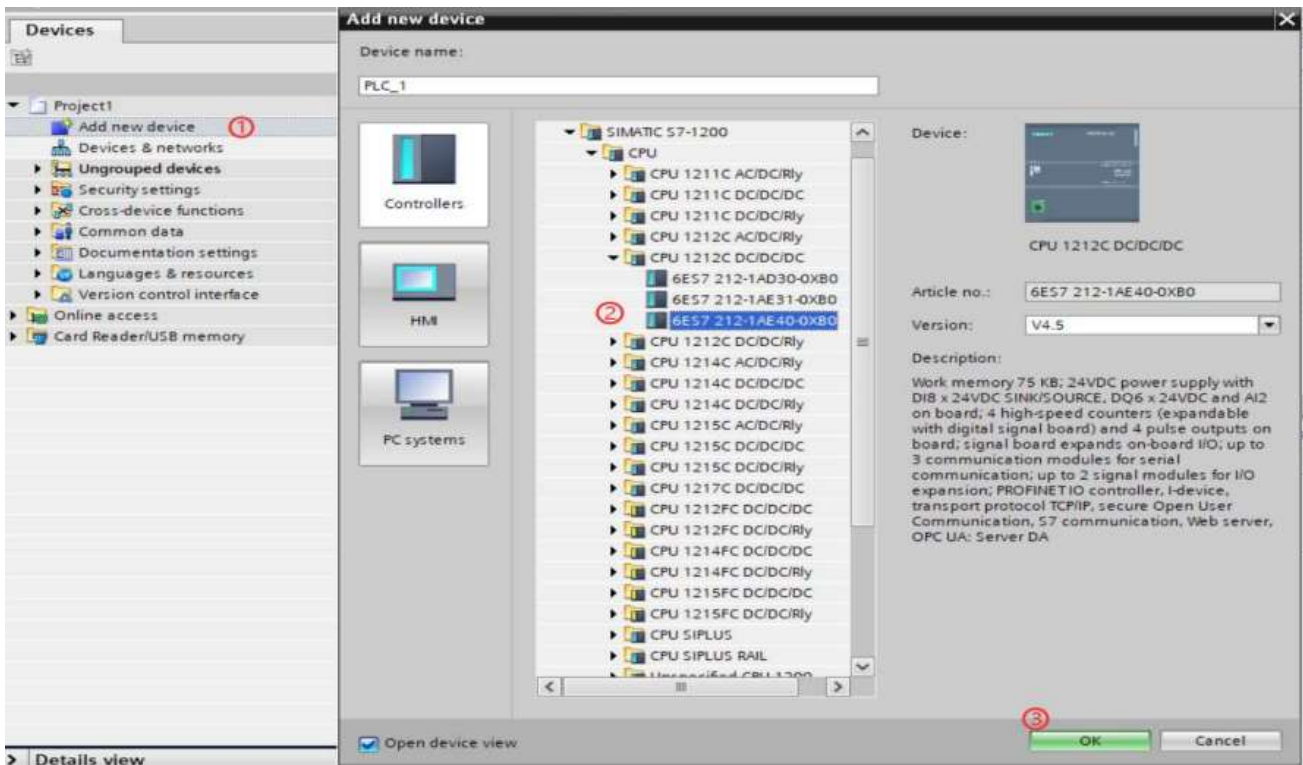 Devices
Project1
Add new device ①
Devices & networks
Ungrouped devices
Security settings
Cross-device functions
Common data
Documentation settings
Languages & resources
Version control interface
Online access
Card Reader/USB memory
Details view
Add new device
Device name:
PLC_1
Controllers
HMI
PC systems
SIMATIC S7-1200
CPU
CPU 1211C AC/DC/Rly
CPU 1211C DC/DC/DC
CPU 1211C DC/DC/Rly
CPU 1212C AC/DC/Rly
CPU 1212C DC/DC/DC
6ES7 212-1AD30-0XB0
6ES7 212-1AE31-0XB0
② 6ES7 212-1AE40-0XB0
CPU 1212C DC/DC/Rly
CPU 1214C AC/DC/Rly
CPU 1214C DC/DC/DC
CPU 1214C DC/DC/Rly
CPU 1215C AC/DC/Rly
CPU 1215C DC/DC/DC
CPU 1215C DC/DC/Rly
CPU 1217C DC/DC/DC
CPU 1212FC DC/DC/DC
CPU 1212FC DC/DC/Rly
CPU 1214FC DC/DC/DC
CPU 1214FC DC/DC/Rly
CPU 1215FC DC/DC/DC
CPU 1215FC DC/DC/Rly
CPU SIPLUS
CPU SIPLUS RAIL
Unspecified CPU 1200
Device:
CPU 1212C DC/DC/DC
Article no.: 6ES7 212-1AE40-0XB0
Version: V4.5
Description:
Work memory 75 KB; 24VDC power supply with
DI8 x 24VDC SINK/SOURCE, DQ6 x 24VDC and AI2
on board; 4 high-speed counters (expandable
with digital signal board) and 4 pulse outputs on
board; signal board expands on-board I/O; up to
3 communication modules for serial
communication; up to 2 signal modules for I/O
expansion; PROFINET IO controller, I-device,
transport protocol TCP/IP, secure Open User
Communication, S7 communication, Web server,
OPC UA: Server DA
Open device view
③
OK
Cancel